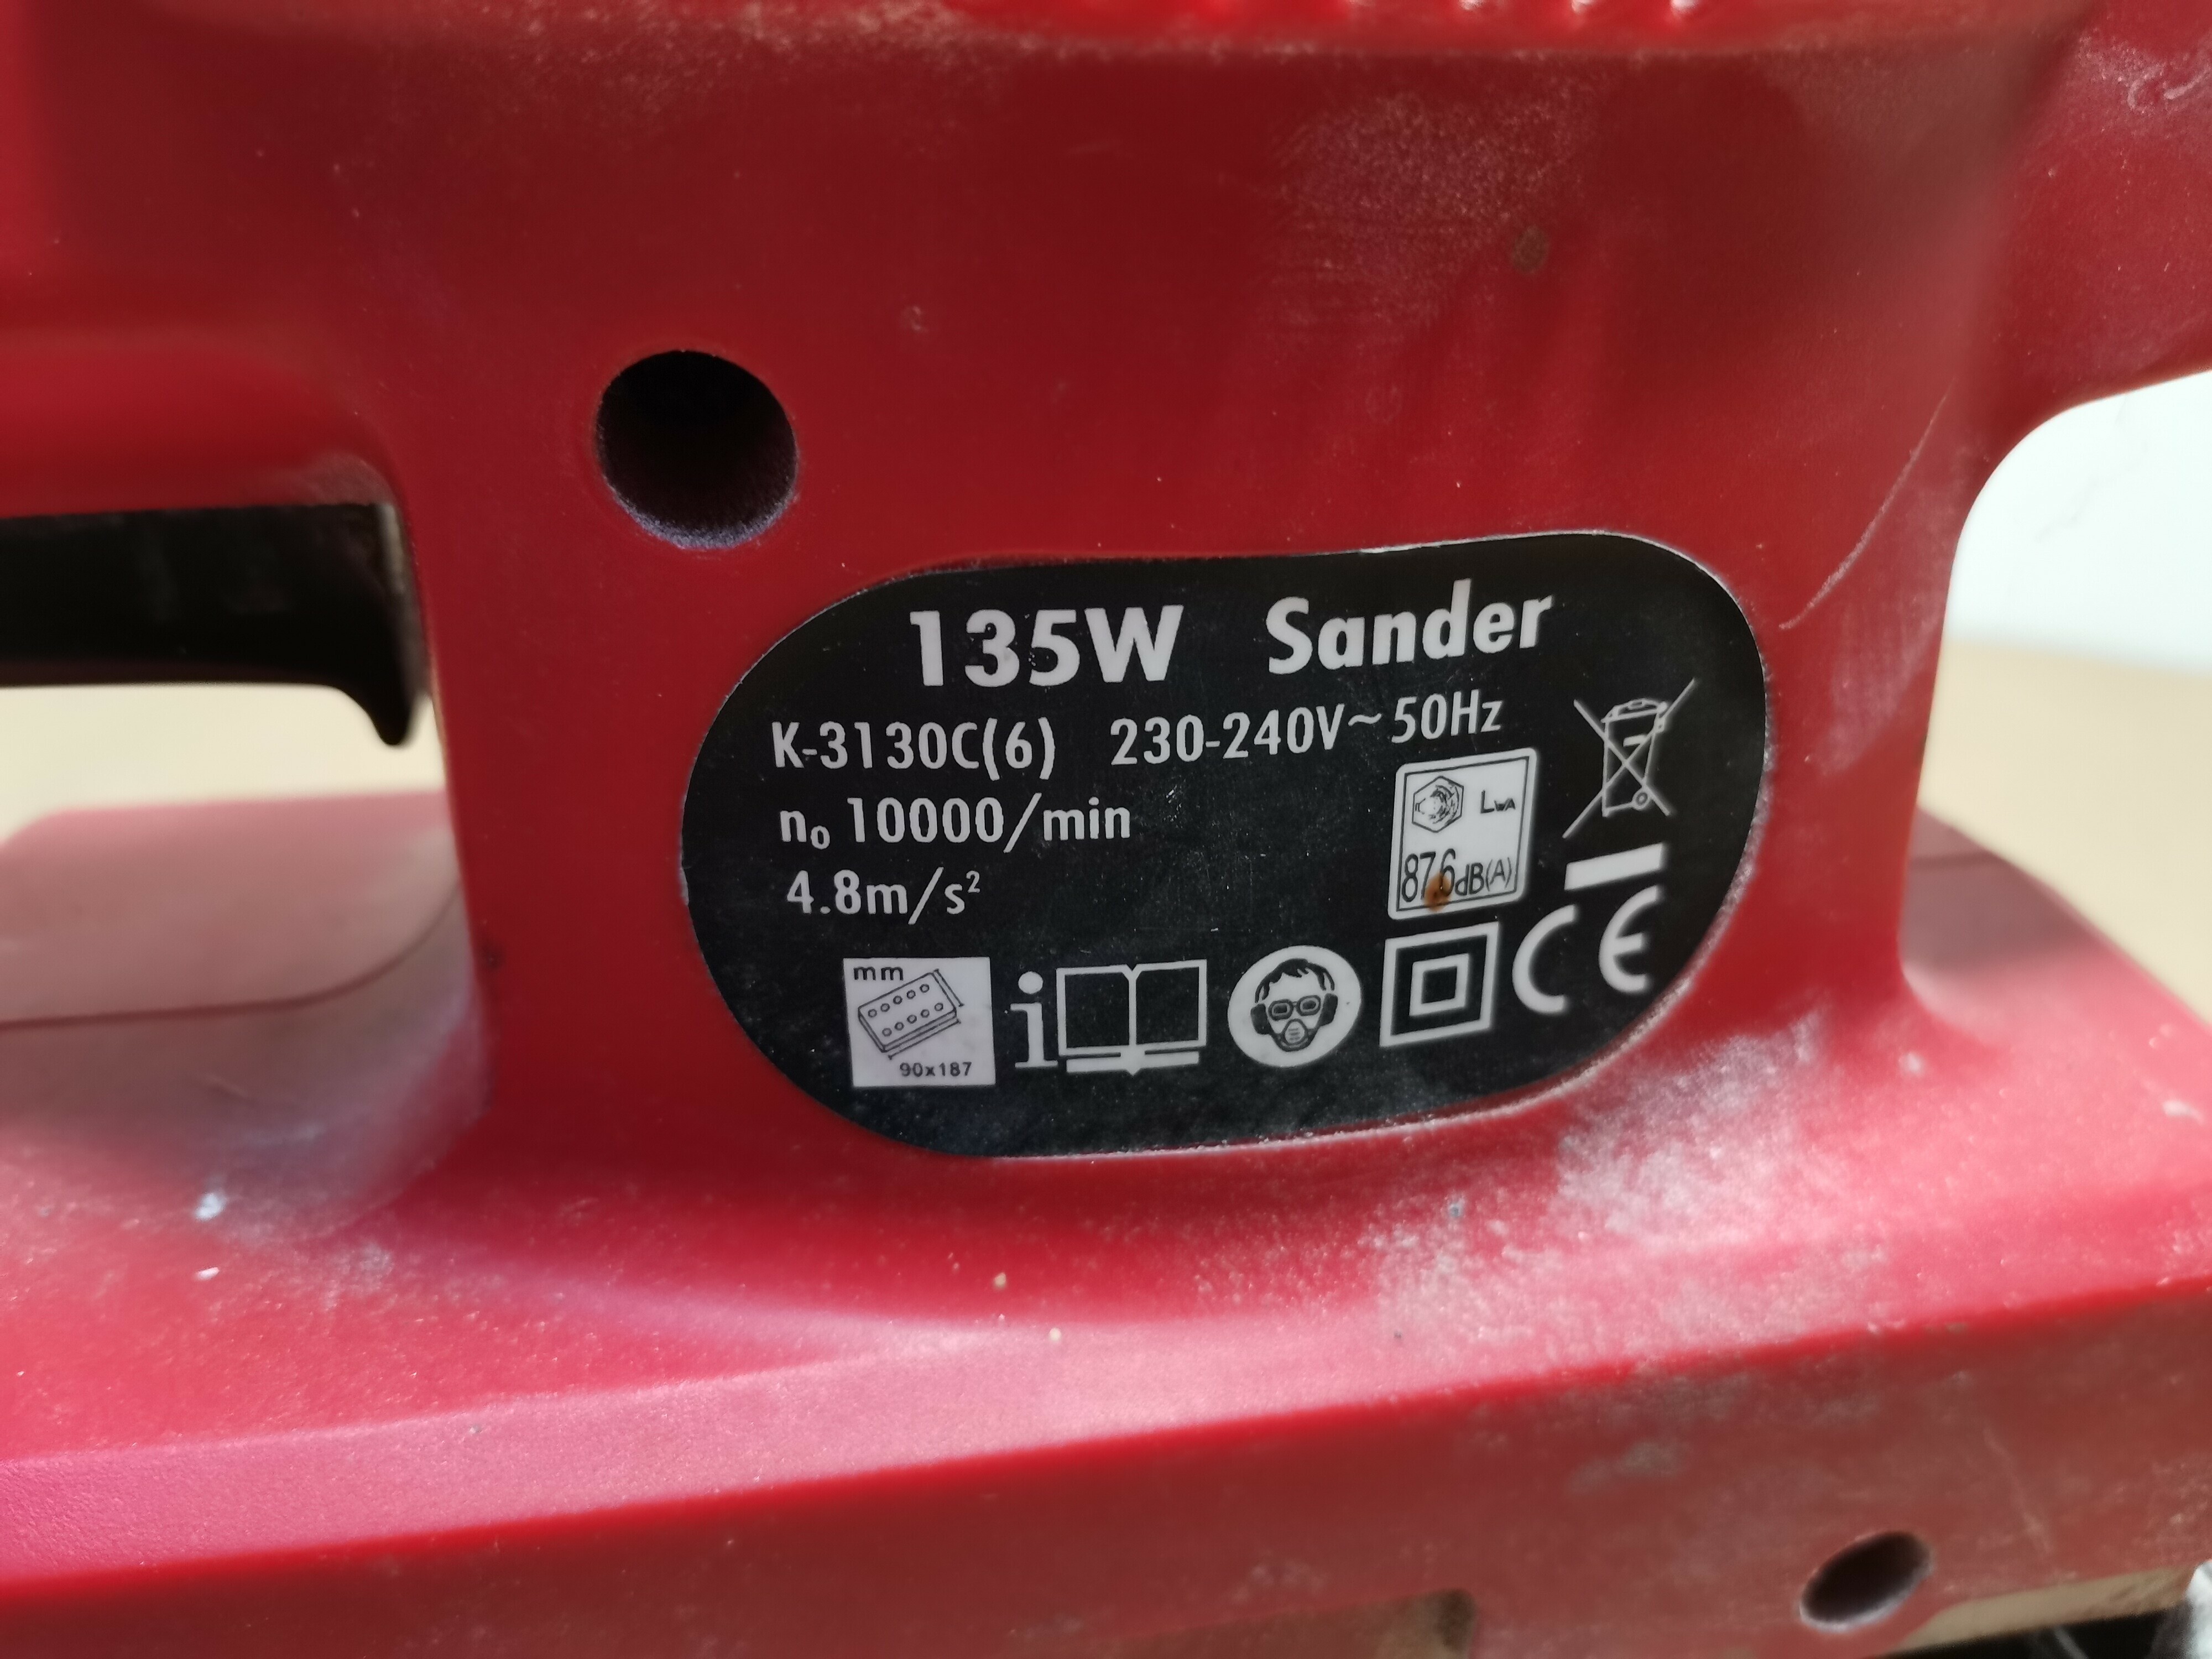 135W Sander
K-3130C(6) 230-240V~50Hz
n₀ 10000/min
4.8m/s²
LWA
87.6dB(A)
mm
90x187
i
CE